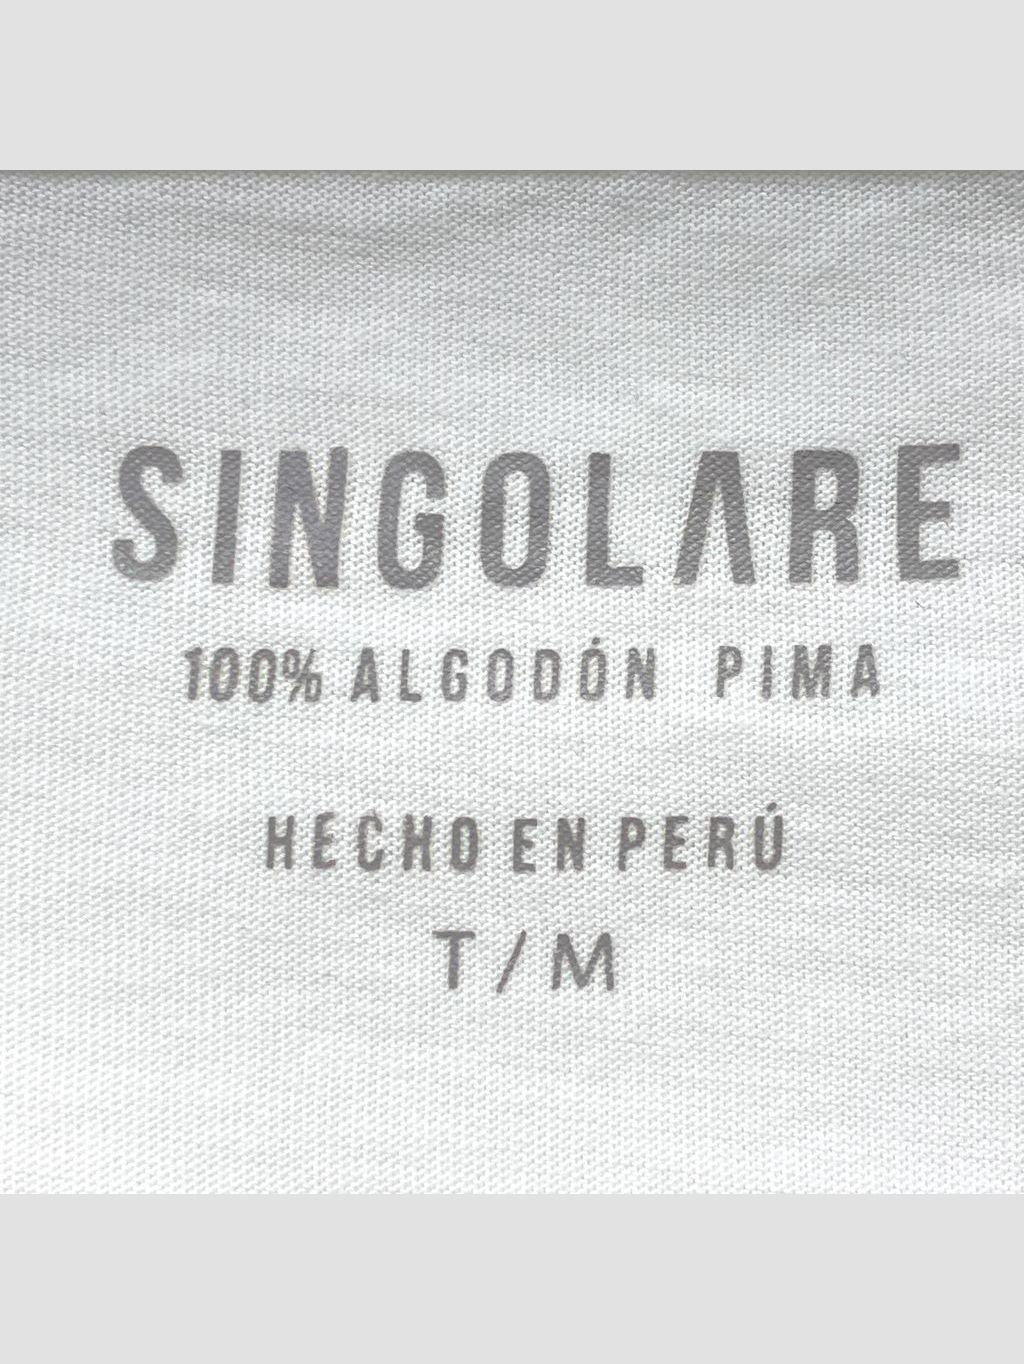 SINGOLARE
100% ALGODÓN PIMA
HECHO EN PERÚ
T/M